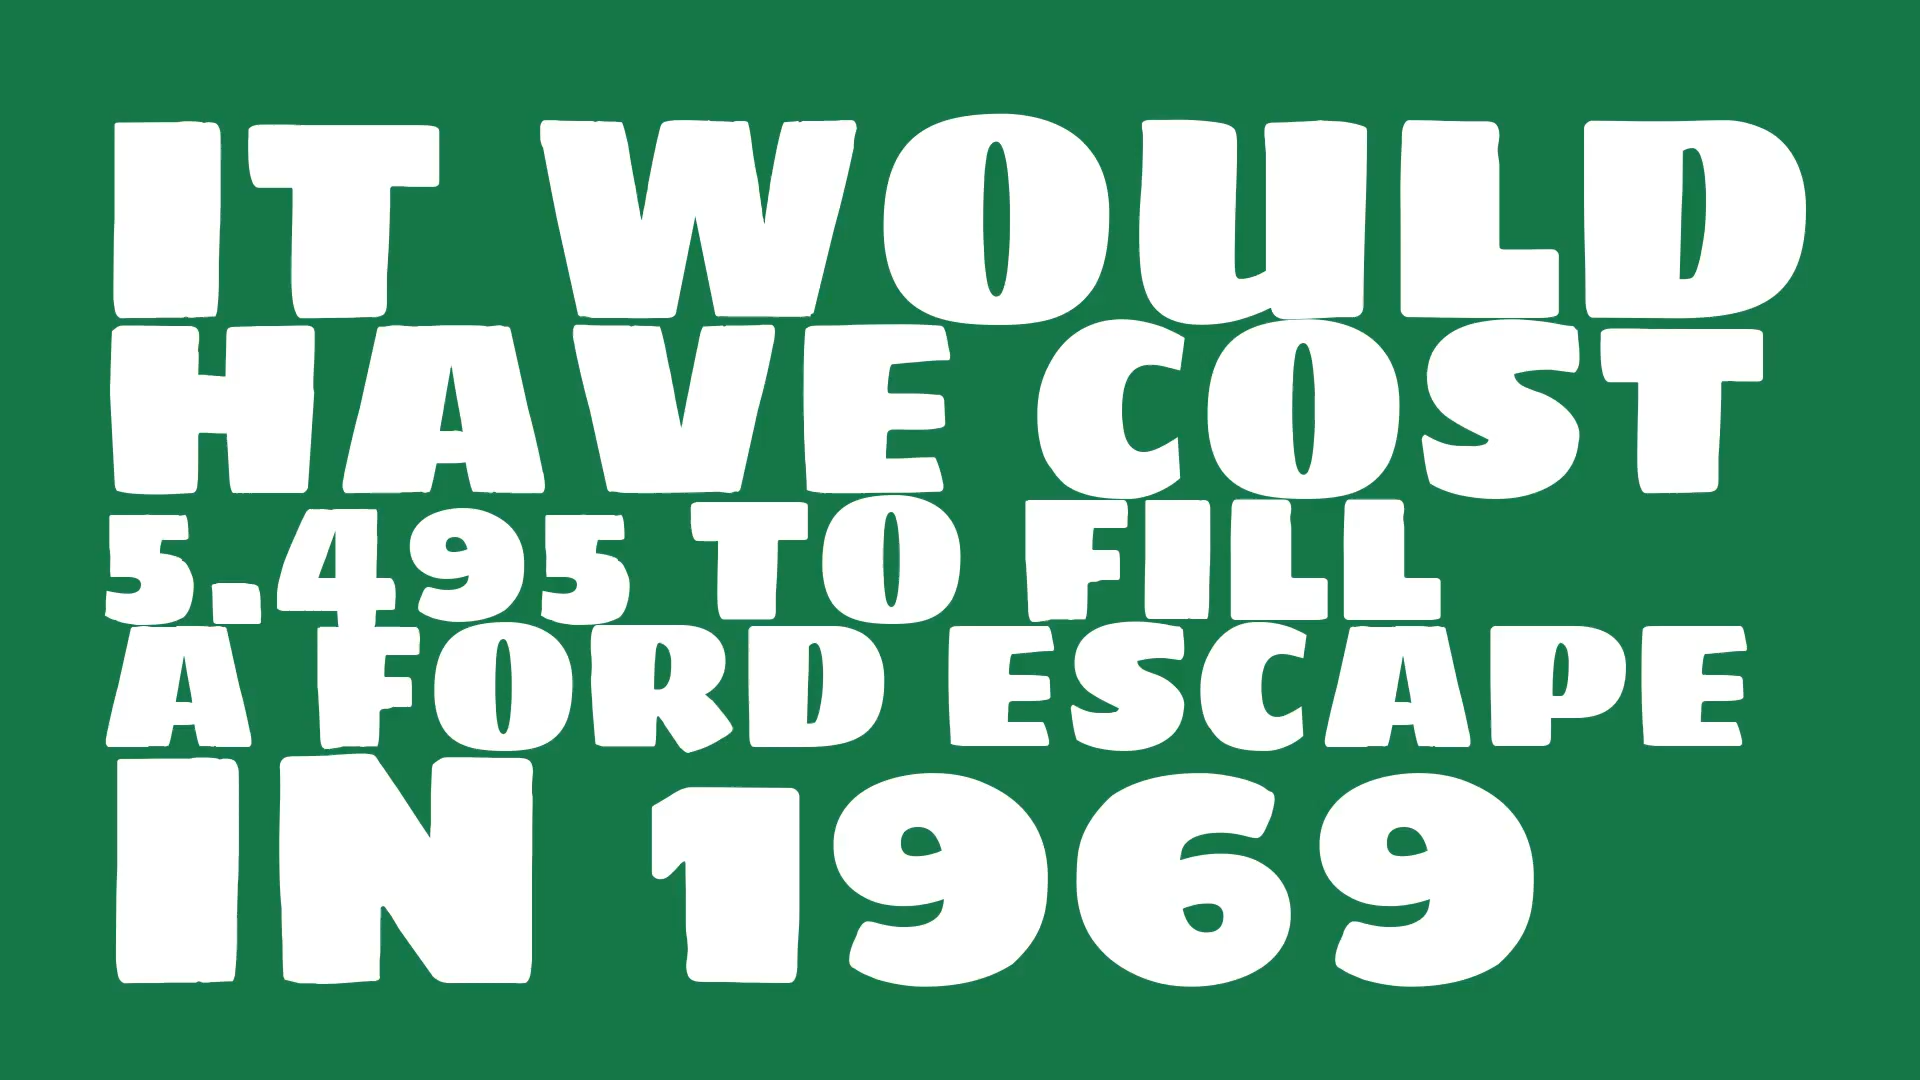 IT WOULD
HAVE COST
5.495 TO FILL
A FORD ESCAPE
IN 1969